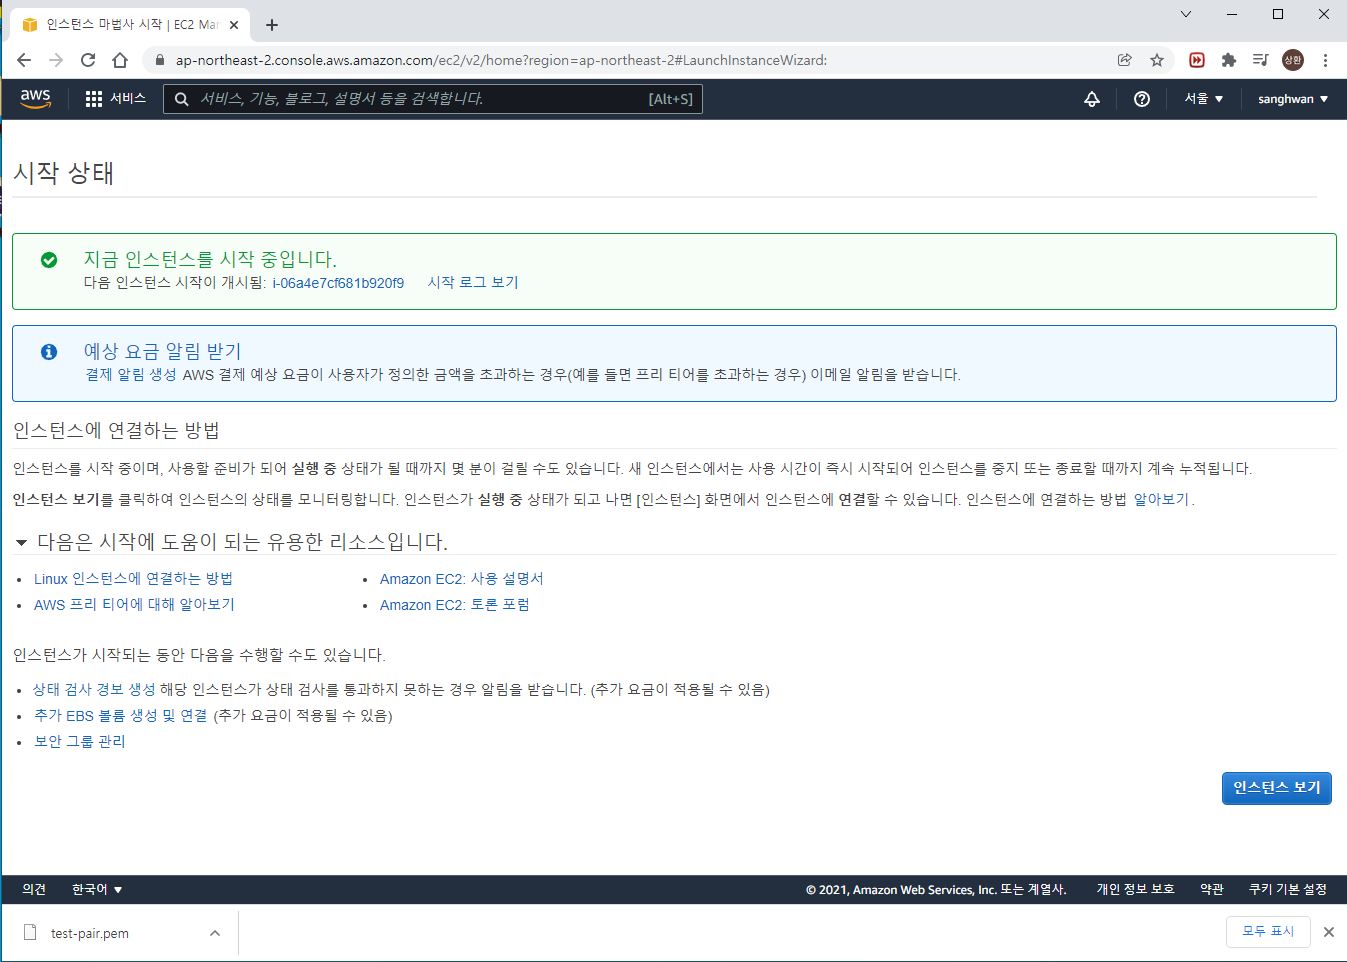 인스턴스 마법사 시작 | EC2 Mar
ap-northeast-2.console.aws.amazon.com/ec2/v2/home?region=ap-northeast-2#LaunchInstanceWizard:
상환
aws 서비스 서비스, 기능, 블로그, 설명서 등을 검색합니다. [Alt+S] 서울 sanghwan
시작 상태
지금 인스턴스를 시작 중입니다.
다음 인스턴스 시작이 개시됨: i-06a4e7cf681b920f9 시작 로그 보기
예상 요금 알림 받기
결제 알림 생성 AWS 결제 예상 요금이 사용자가 정의한 금액을 초과하는 경우(예를 들면 프리 티어를 초과하는 경우) 이메일 알림을 받습니다.
인스턴스에 연결하는 방법
인스턴스를 시작 중이며, 사용할 준비가 되어 실행 중 상태가 될 때까지 몇 분이 걸릴 수도 있습니다. 새 인스턴스에서는 사용 시간이 즉시 시작되어 인스턴스를 중지 또는 종료할 때까지 계속 누적됩니다.
인스턴스 보기를 클릭하여 인스턴스의 상태를 모니터링합니다. 인스턴스가 실행 중 상태가 되고 나면 [인스턴스] 화면에서 인스턴스에 연결할 수 있습니다. 인스턴스에 연결하는 방법 알아보기.
다음은 시작에 도움이 되는 유용한 리소스입니다.
• Linux 인스턴스에 연결하는 방법 • Amazon EC2: 사용 설명서
• AWS 프리 티어에 대해 알아보기 • Amazon EC2: 토론 포럼
인스턴스가 시작되는 동안 다음을 수행할 수도 있습니다.
• 상태 검사 경보 생성 해당 인스턴스가 상태 검사를 통과하지 못하는 경우 알림을 받습니다. (추가 요금이 적용될 수 있음)
• 추가 EBS 볼륨 생성 및 연결 (추가 요금이 적용될 수 있음)
• 보안 그룹 관리
인스턴스 보기
의견 한국어 © 2021, Amazon Web Services, Inc. 또는 계열사. 개인 정보 보호 약관 쿠키 기본 설정
test-pair.pem 모두 표시